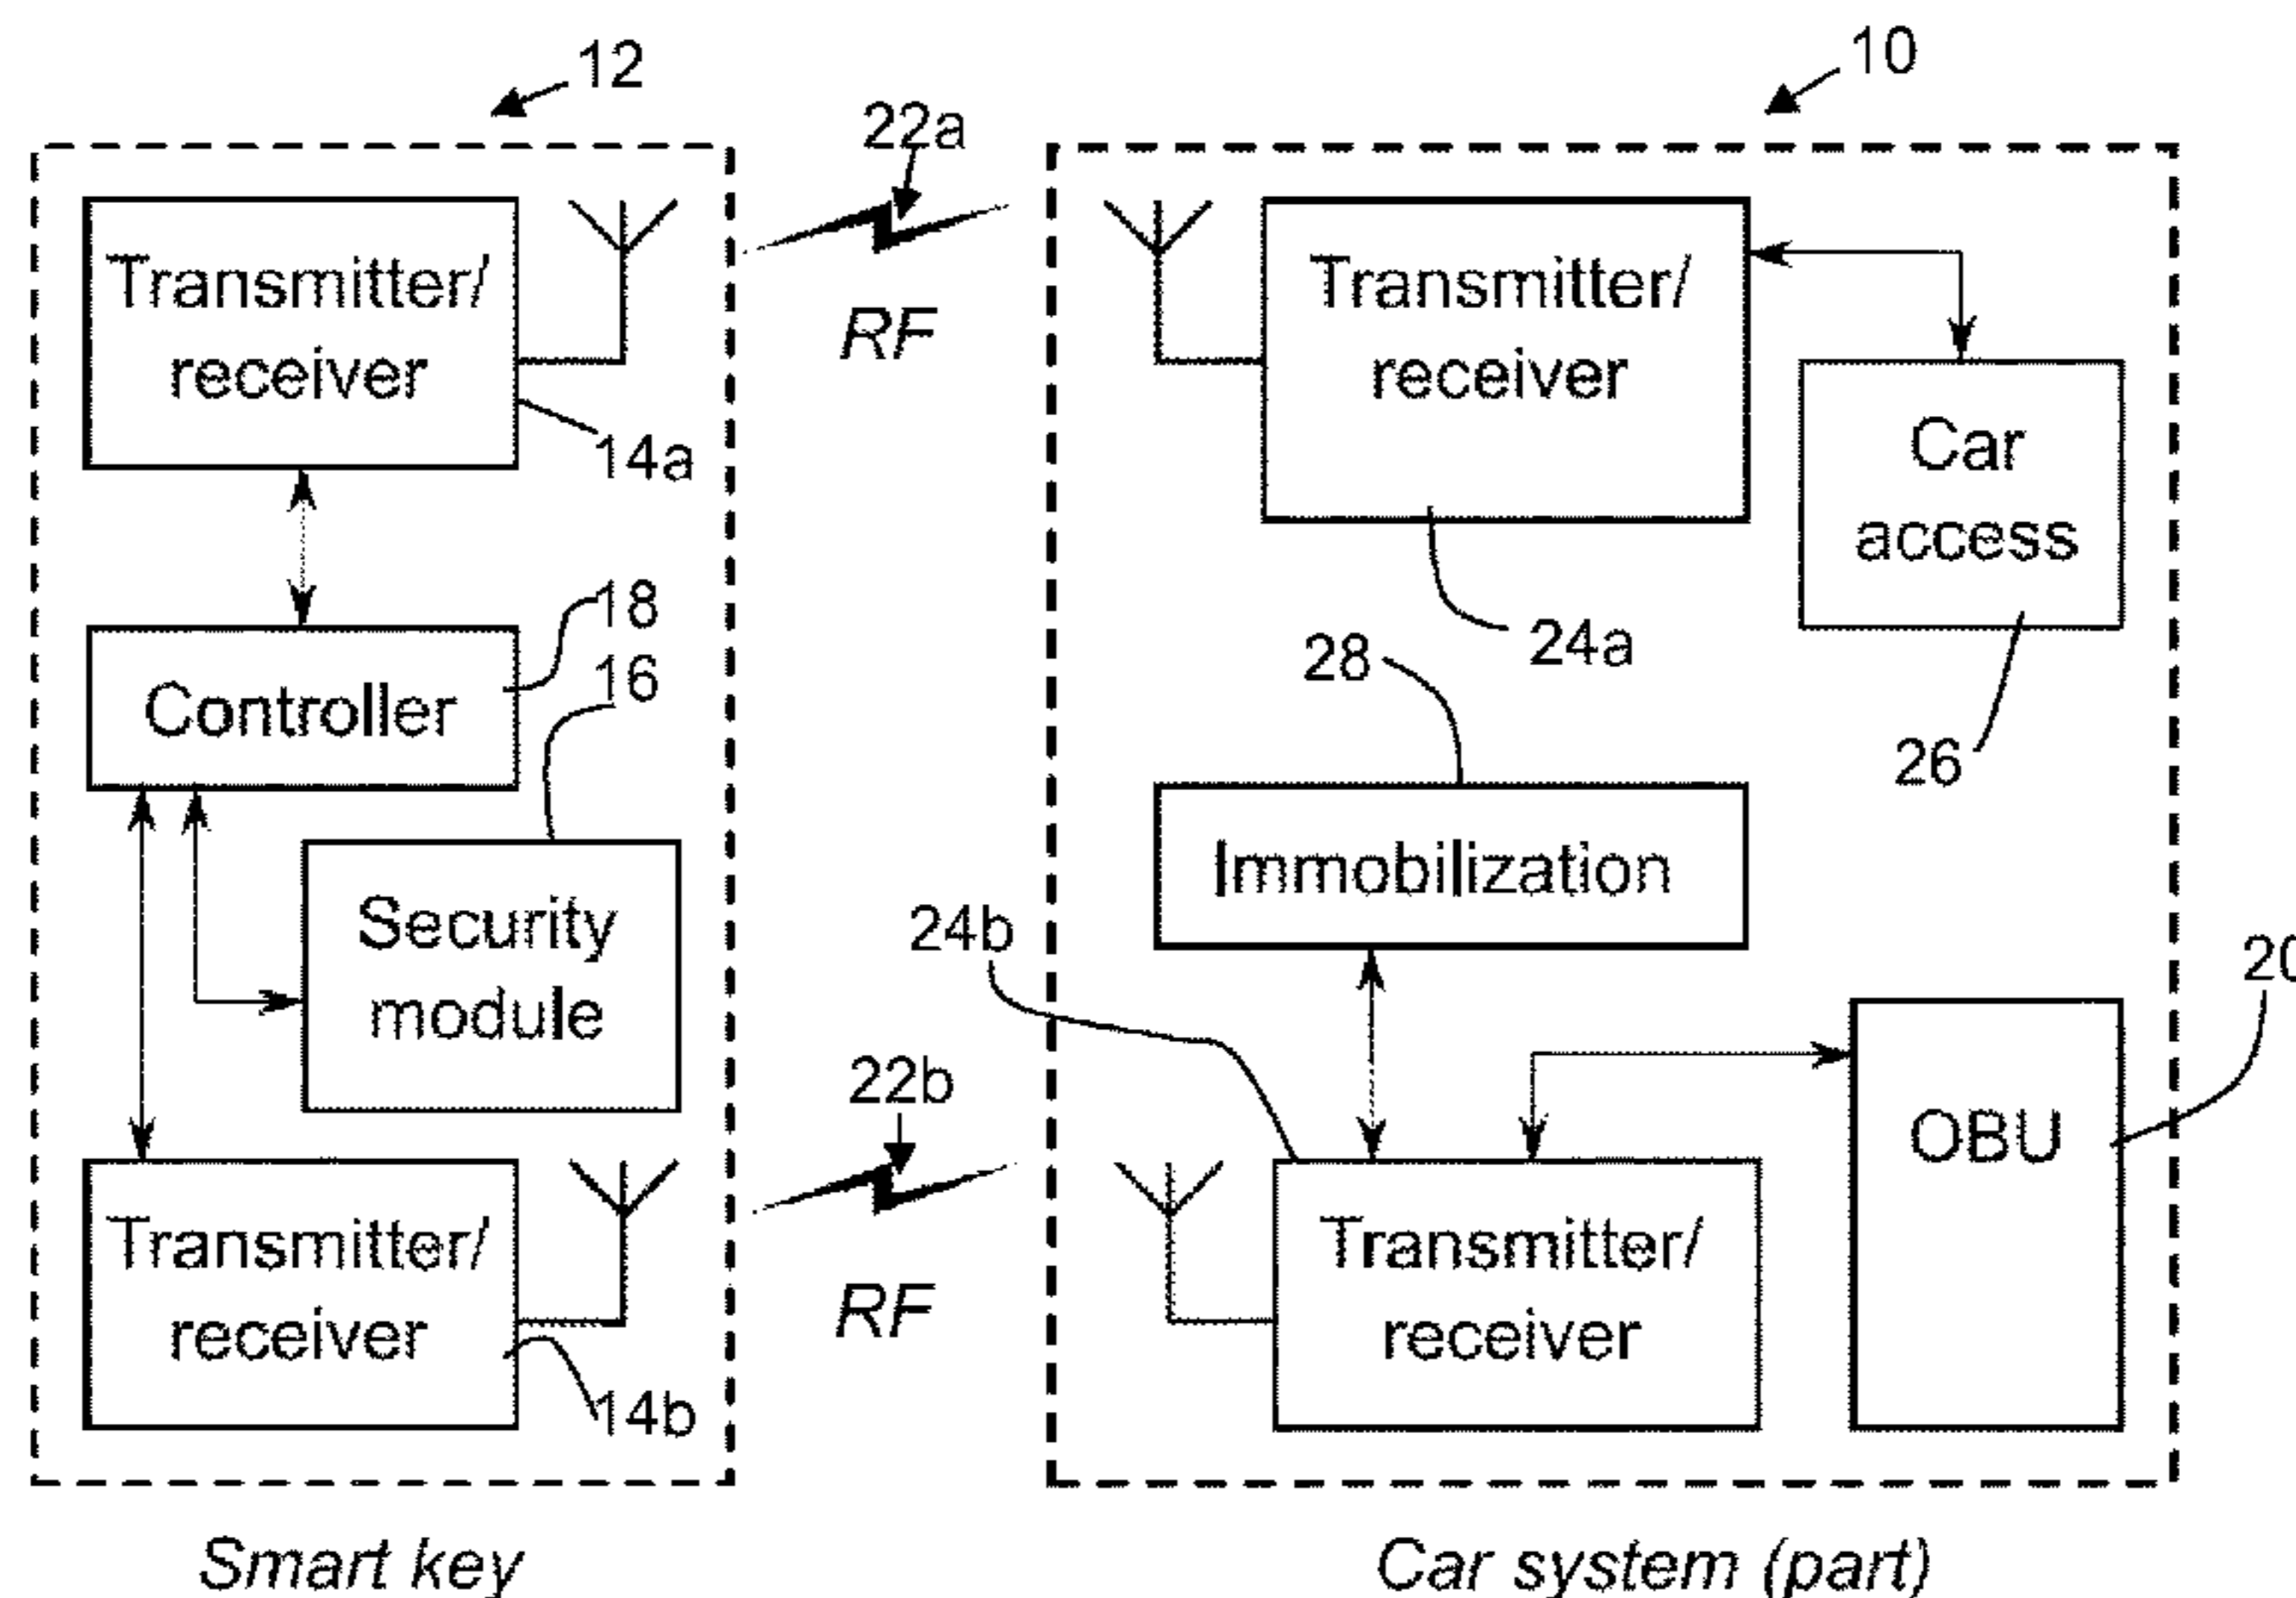 12
10
22a
Transmitter/
receiver
RF
Transmitter/
receiver
14a
Car
access
18
24a
28
16
Controller
26
Immobilization
Security
module
24b
20
22b
OBU
Transmitter/
receiver
RF
Transmitter/
receiver
14b
Smart key
Car system (part)